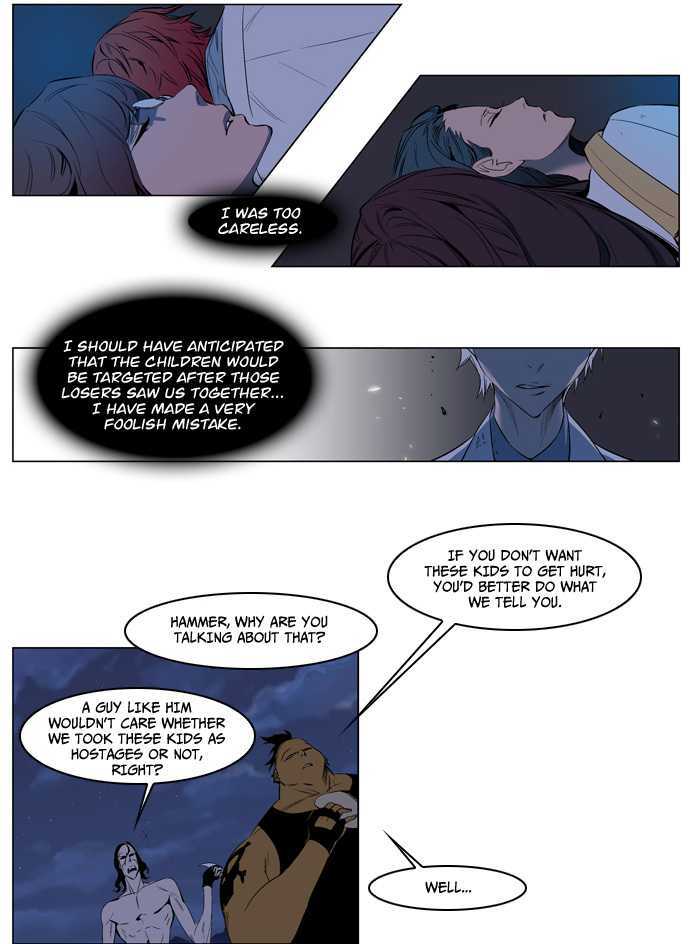 I WAS TOO
CARELESS.
I SHOULD HAVE ANTICIPATED
THAT THE CHILDREN WOULD
BE TARGETED AFTER THOSE
LOSERS SAW US TOGETHER...
I HAVE MADE A VERY
FOOLISH MISTAKE.
IF YOU DON'T WANT
THESE KIDS TO GET HURT,
YOU'D BETTER DO WHAT
WE TELL YOU.
HAMMER, WHY ARE YOU
TALKING ABOUT THAT?
A GUY LIKE HIM
WOULDN'T CARE WHETHER
WE TOOK THESE KIDS AS
HOSTAGES OR NOT,
RIGHT?
WELL...